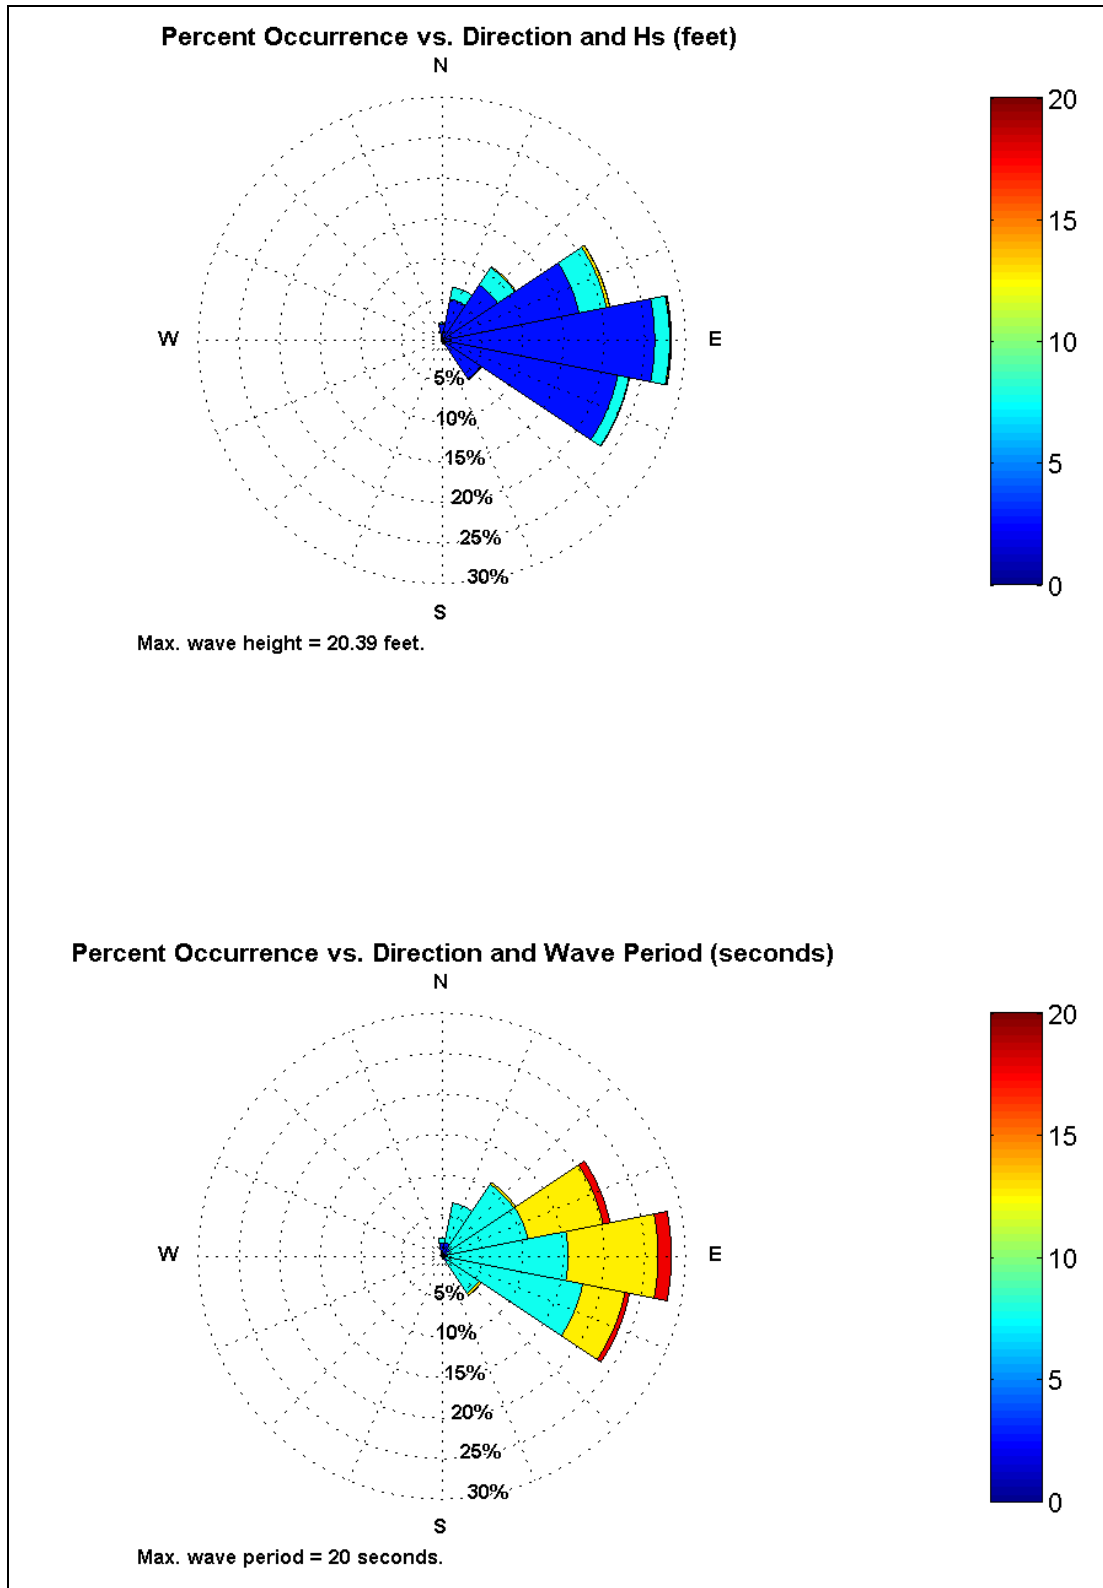 Percent Occurrence vs. Direction and Hs (feet)
N
20
15
W
E
5%
10
10%
15%
20%
5
25%
30%
0
S
Max. wave height = 20.39 feet.
Percent Occurrence vs. Direction and Wave Period (seconds)
N
20
15
W
E
5%
10
10%
15%
20%
5
25%
30%
0
S
Max. wave period = 20 seconds.